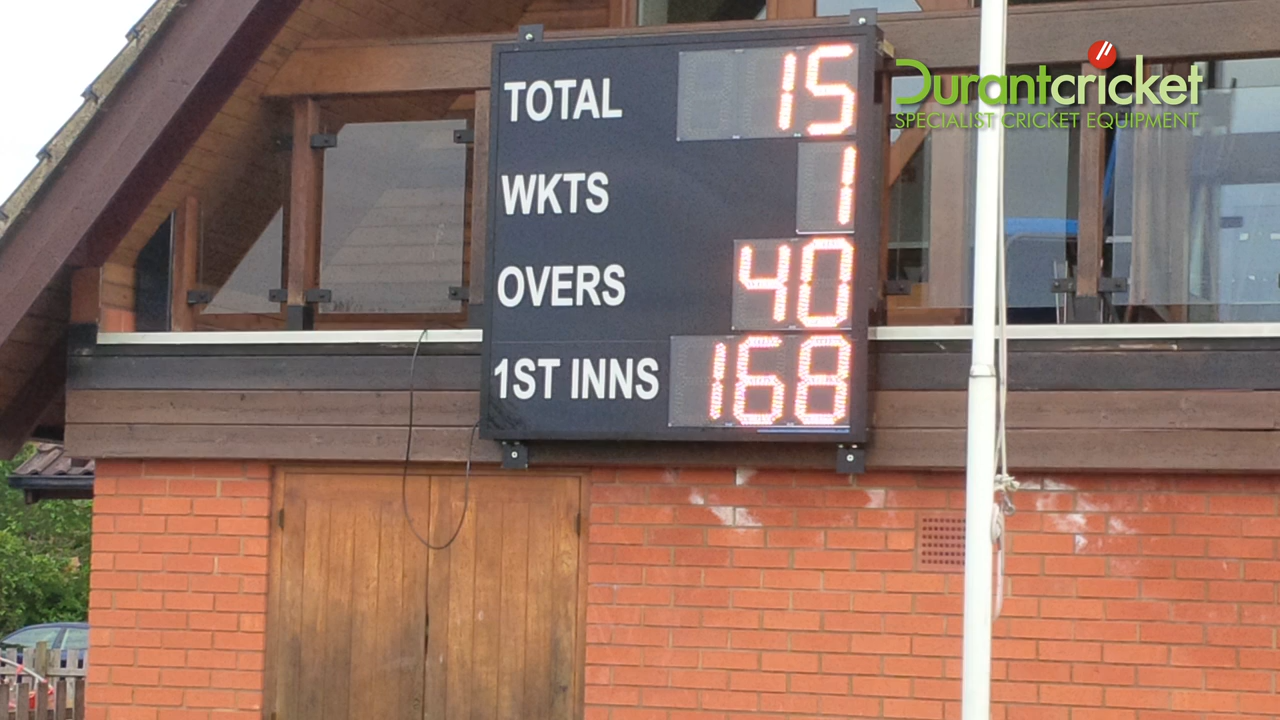 TOTAL 15
WKTS 1
OVERS 40
1ST INNS 168
Durantcricket
SPECIALIST CRICKET EQUIPMENT